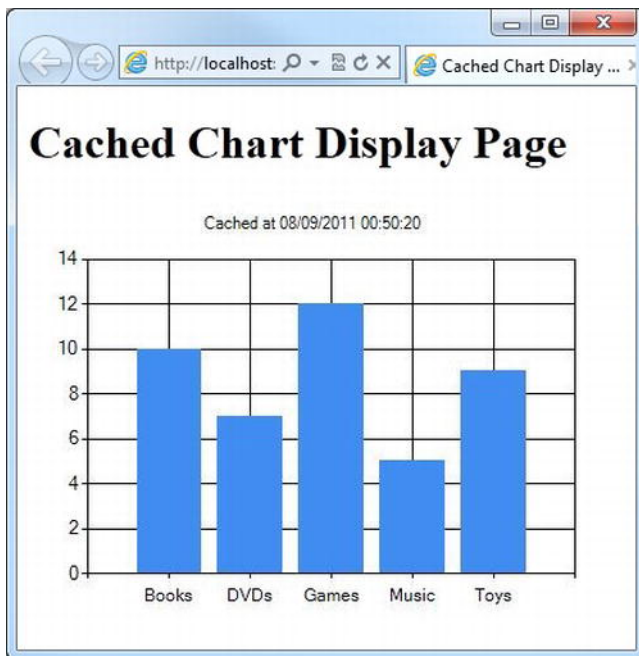 http://localhost:
Cached Chart Display ...
Cached Chart Display Page
Cached at 08/09/2011 00:50:20
14
12
10
8
6
4
2
0
Books DVDs Games Music Toys